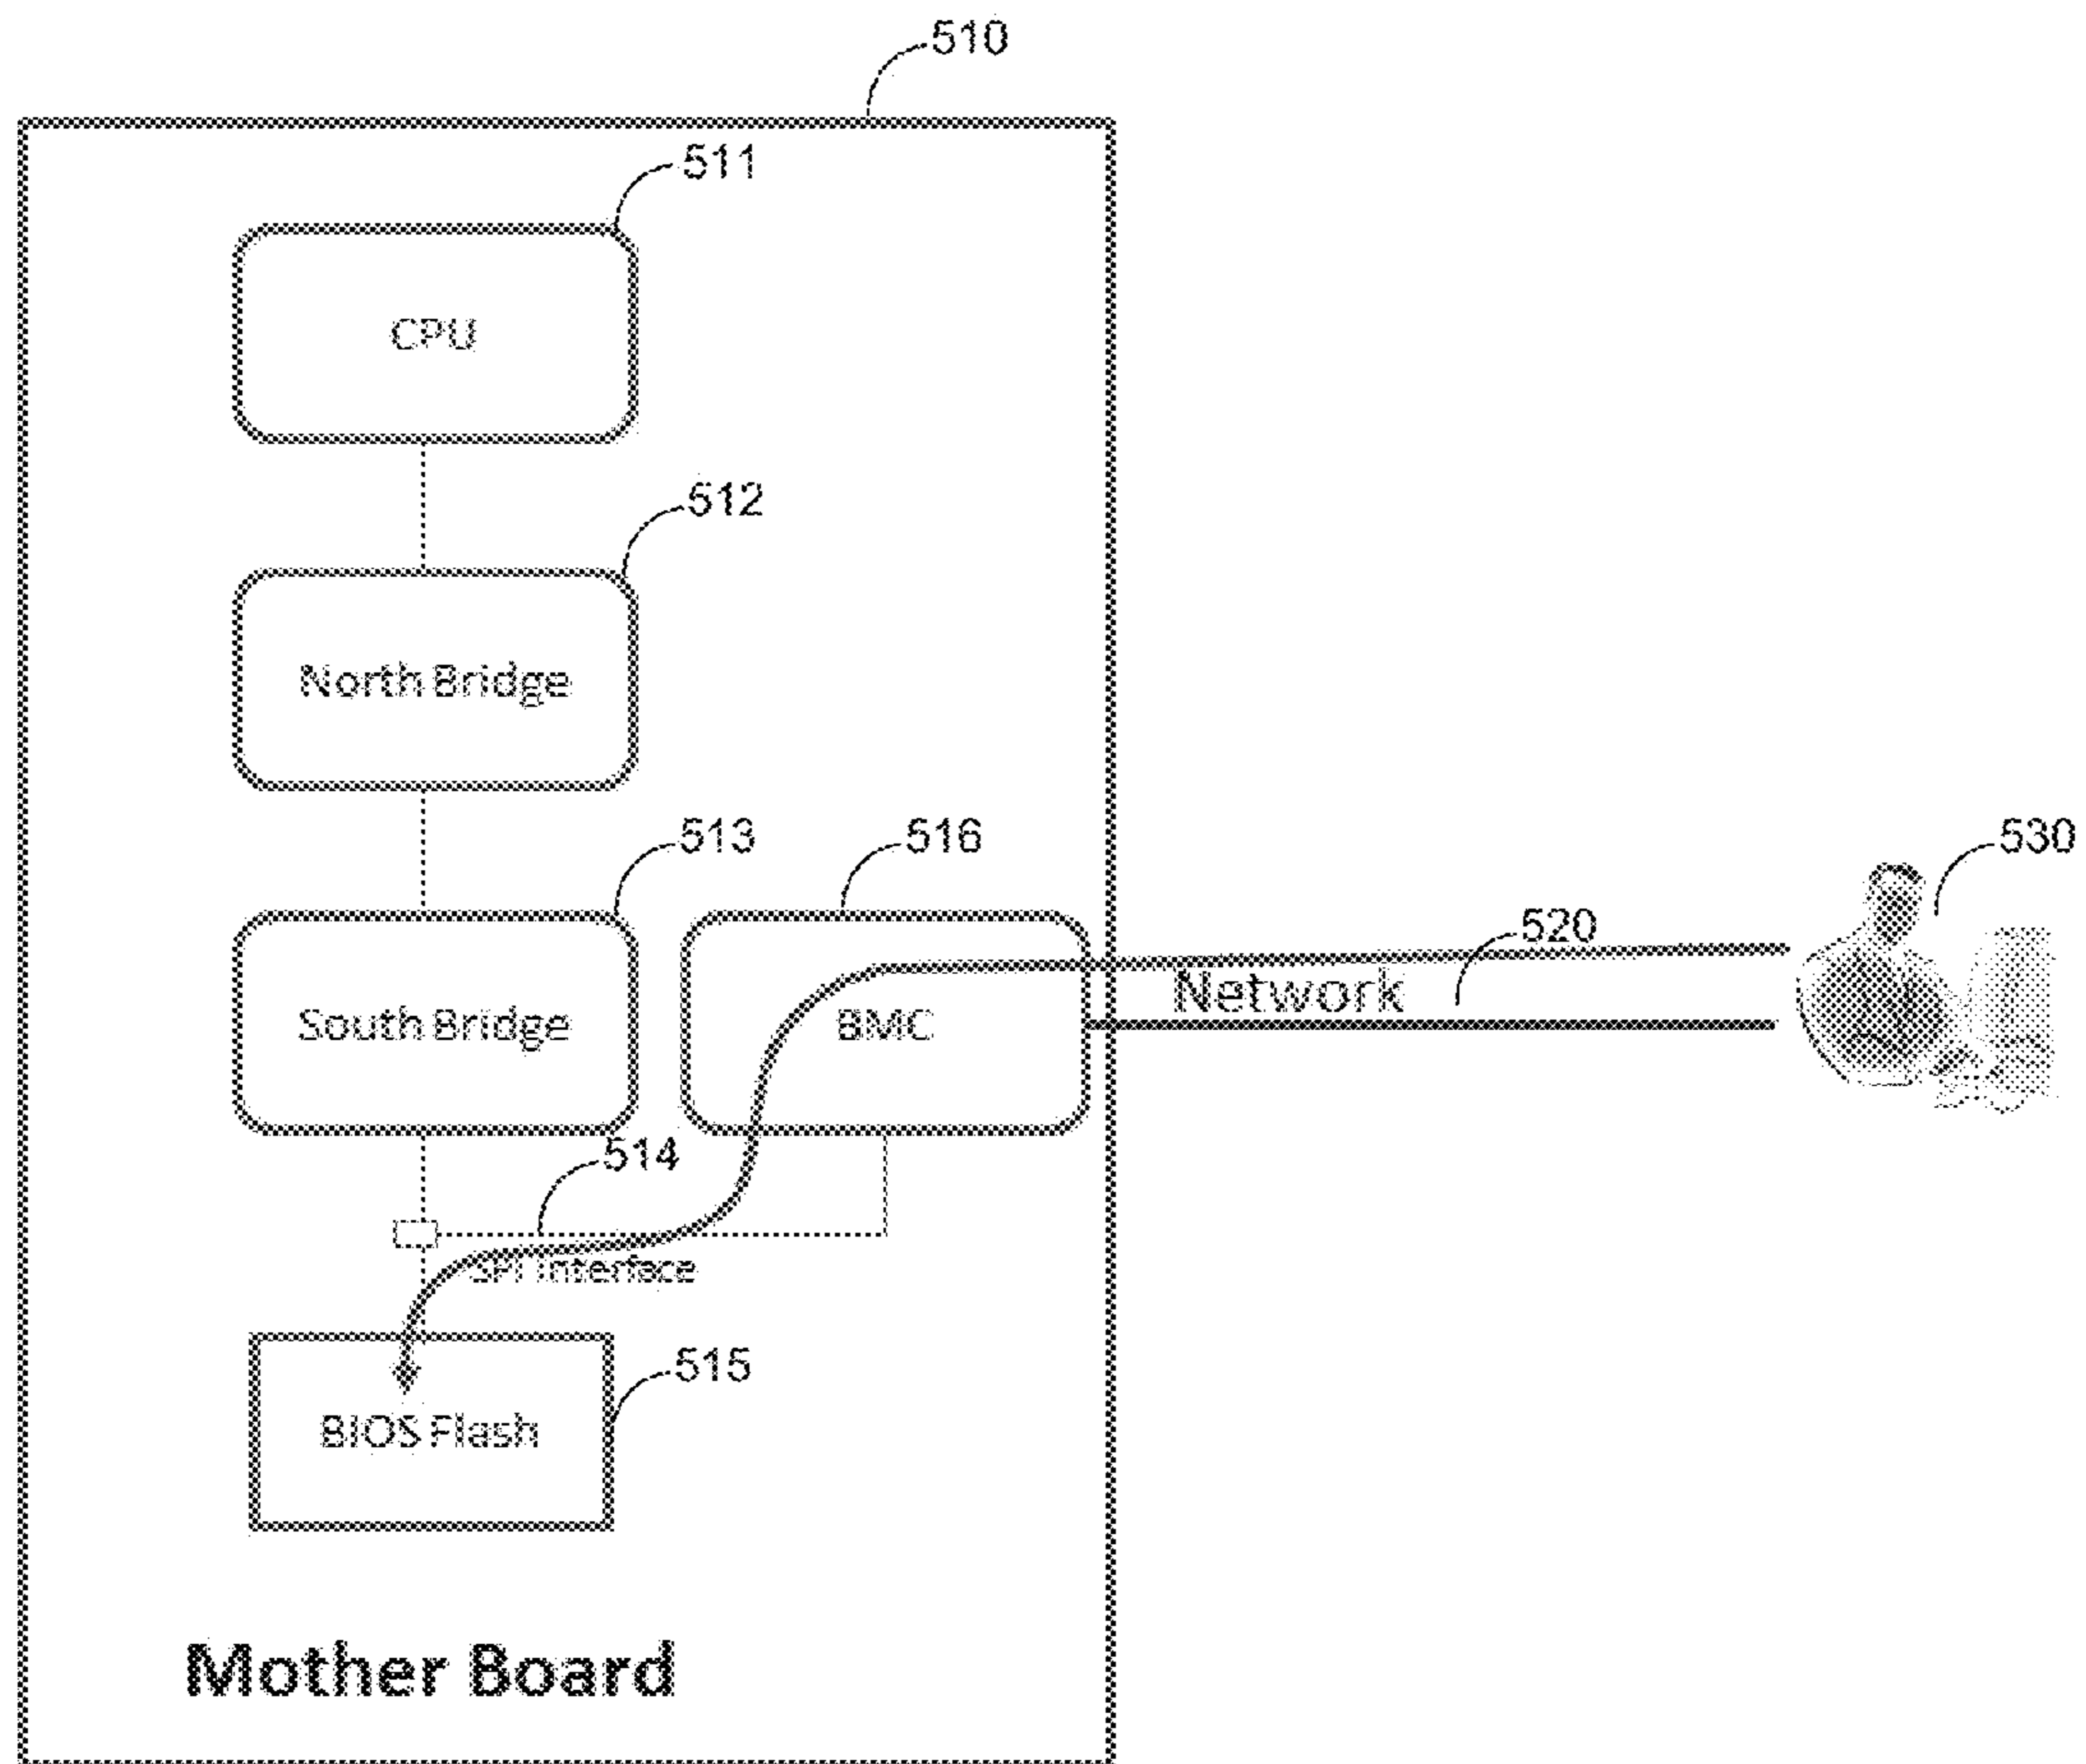 510
511
CPU
512
North Bridge
513
516
530
520
Network
South Bridge
BMC
514
SPI Interface
515
BIOS Flash
Mother Board